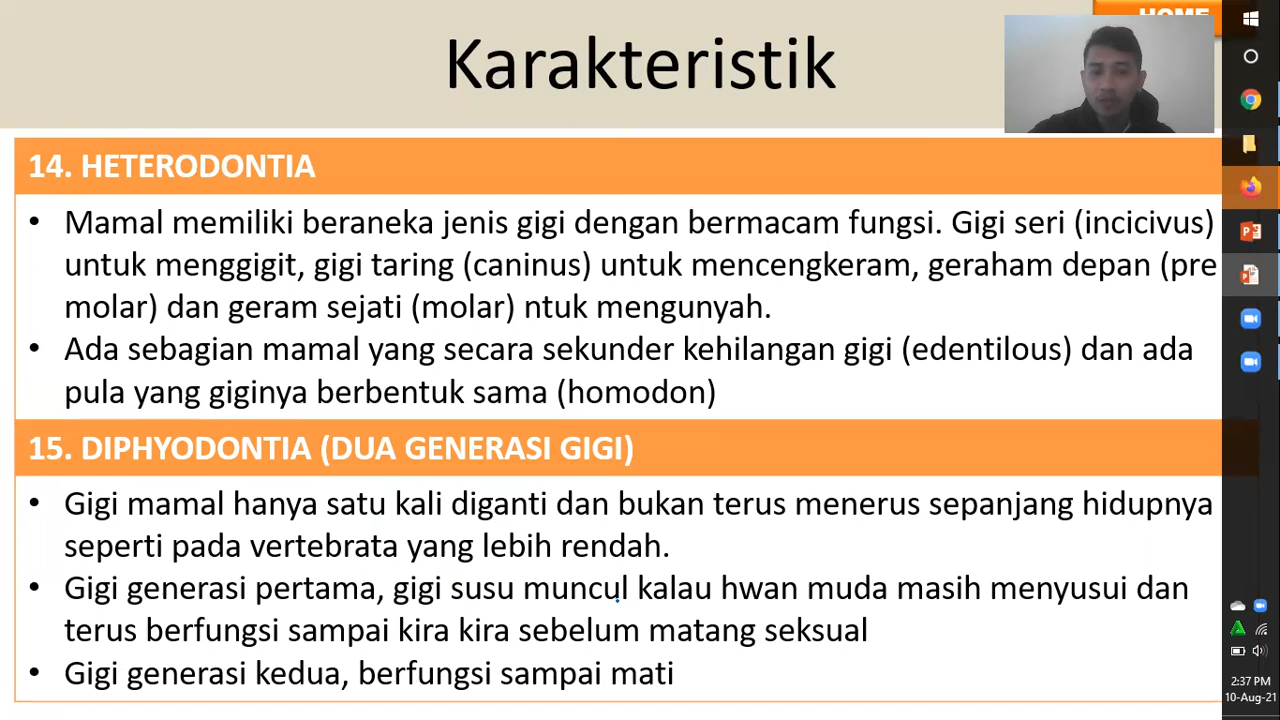 HOME
Karakteristik
14. HETERODONTIA
• Mamal memiliki beraneka jenis gigi dengan bermacam fungsi. Gigi seri (incicivus)
untuk menggigit, gigi taring (caninus) untuk mencengkeram, geraham depan (pre
molar) dan geram sejati (molar) ntuk mengunyah.
• Ada sebagian mamal yang secara sekunder kehilangan gigi (edentilous) dan ada
pula yang giginya berbentuk sama (homodon)
15. DIPHYODONTIA (DUA GENERASI GIGI)
• Gigi mamal hanya satu kali diganti dan bukan terus menerus sepanjang hidupnya
seperti pada vertebrata yang lebih rendah.
• Gigi generasi pertama, gigi susu muncul kalau hwan muda masih menyusui dan
terus berfungsi sampai kira kira sebelum matang seksual
• Gigi generasi kedua, berfungsi sampai mati
2:37 PM
10-Aug-21